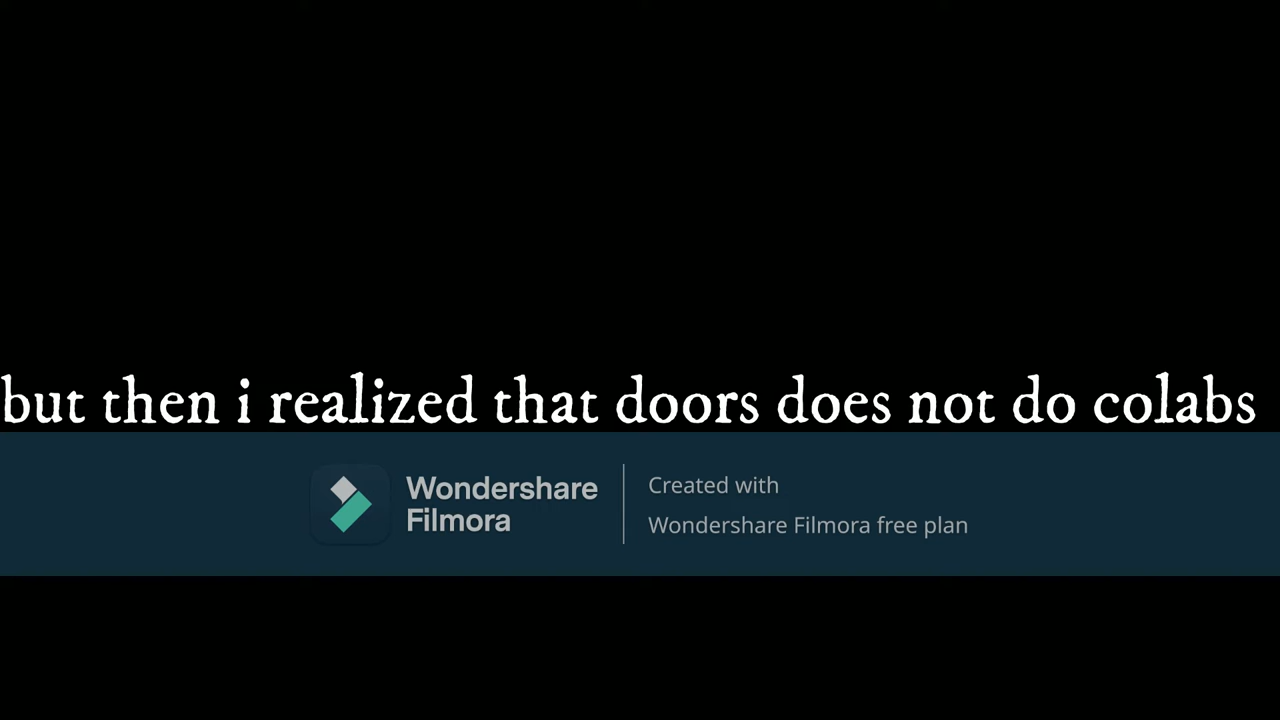 but then i realized that doors does not do colabs
Wondershare
Filmora
Created with
Wondershare Filmora free plan